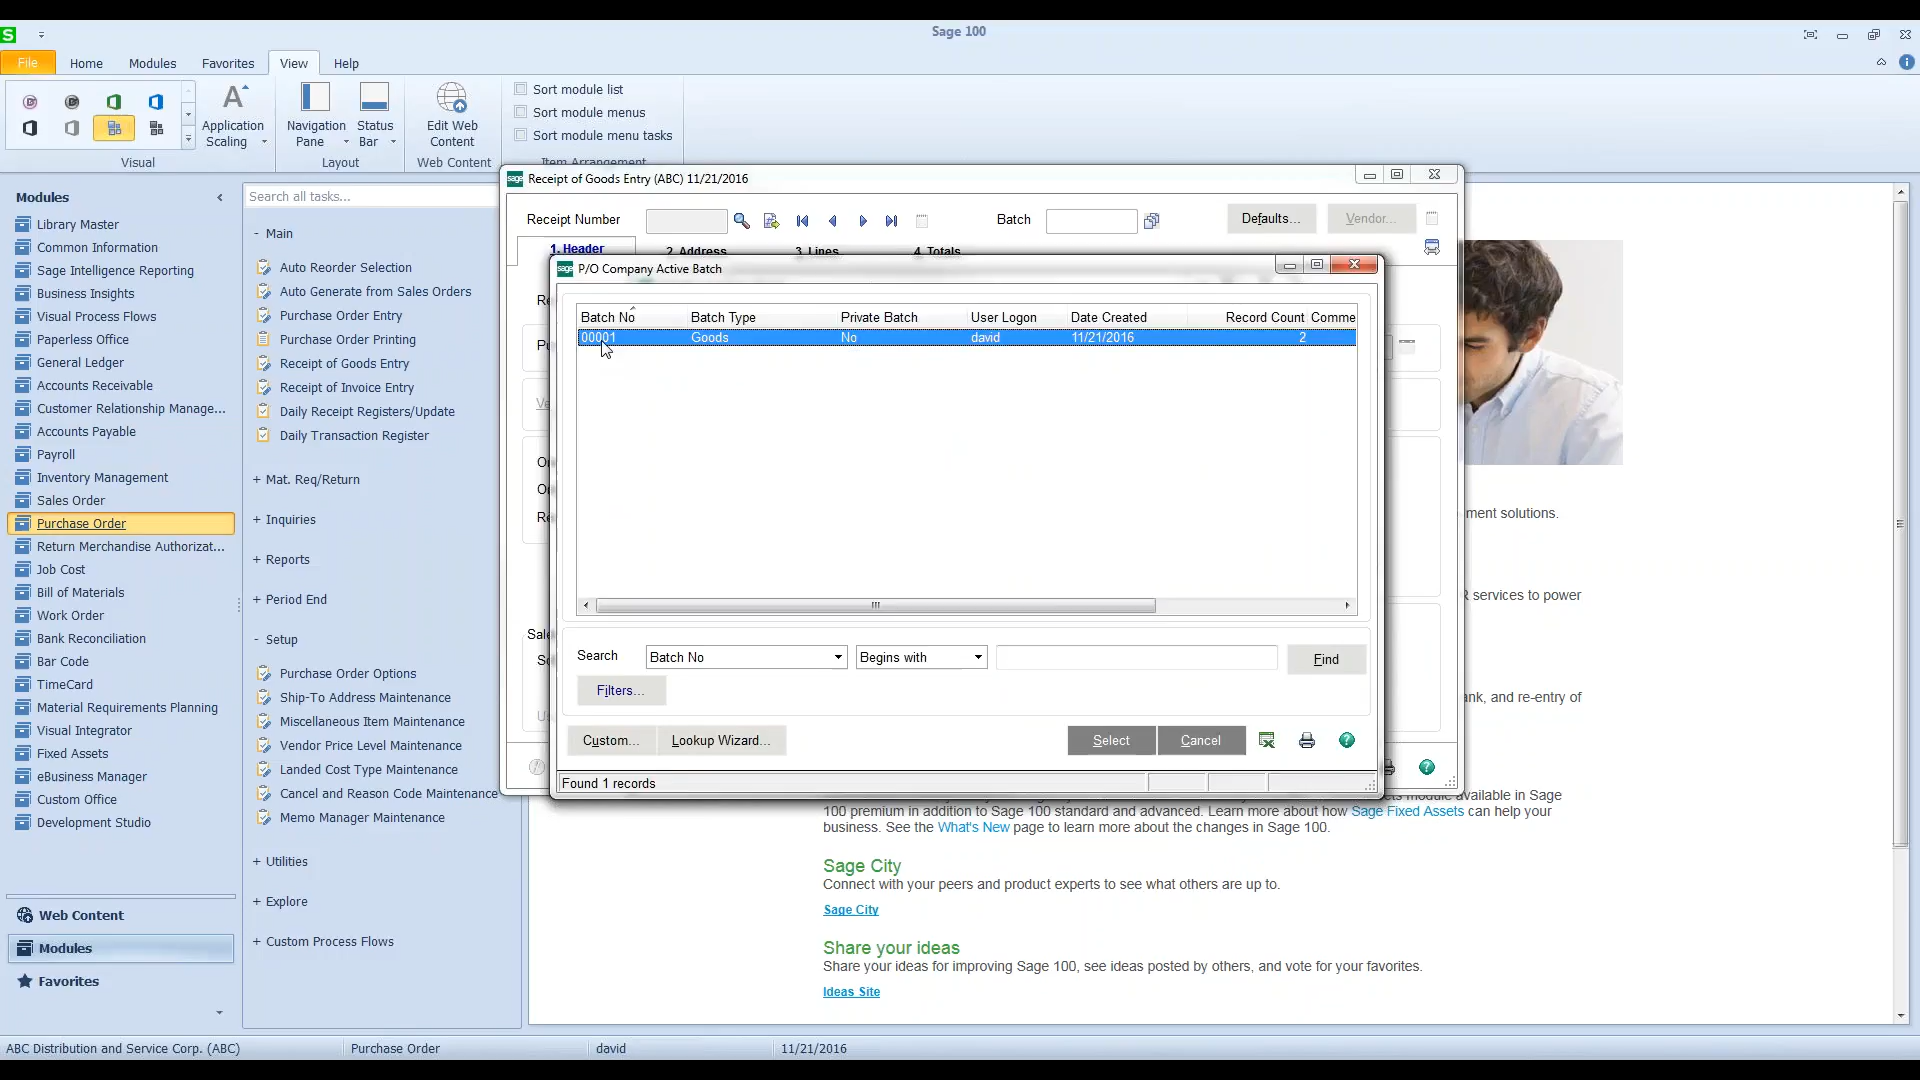 S
Sage 100
File
Home
Modules
Favorites
View
Help
Application
Scaling
Navigation
Pane
Status
Bar
Edit Web
Content
Sort module list
Sort module menus
Sort module menu tasks
Visual
Layout
Web Content
Item Arrangement
Modules
Library Master
Common Information
Sage Intelligence Reporting
Business Insights
Visual Process Flows
Paperless Office
General Ledger
Accounts Receivable
Customer Relationship Manage...
Accounts Payable
Payroll
Inventory Management
Sales Order
Purchase Order
Return Merchandise Authorizat...
Job Cost
Bill of Materials
Work Order
Bank Reconciliation
Bar Code
TimeCard
Material Requirements Planning
Visual Integrator
Fixed Assets
eBusiness Manager
Custom Office
Development Studio
Web Content
Modules
Favorites
Search all tasks...
- Main
Auto Reorder Selection
Auto Generate from Sales Orders
Purchase Order Entry
Purchase Order Printing
Receipt of Goods Entry
Receipt of Invoice Entry
Daily Receipt Registers/Update
Daily Transaction Register
+ Mat. Req/Return
+ Inquiries
+ Reports
+ Period End
- Setup
Purchase Order Options
Ship-To Address Maintenance
Miscellaneous Item Maintenance
Vendor Price Level Maintenance
Landed Cost Type Maintenance
Cancel and Reason Code Maintenance
Memo Manager Maintenance
+ Utilities
+ Explore
+ Custom Process Flows
sage Receipt of Goods Entry (ABC) 11/21/2016
Receipt Number
Batch
Defaults...
Vendor...
1. Header
2. Address
3. Lines
4. Totals
sage P/O Company Active Batch
Batch No
Batch Type
Private Batch
User Logon
Date Created
Record Count
Comme
00001
Goods
No
david
11/21/2016
2
Search
Batch No
Begins with
Find
Filters...
Custom...
Lookup Wizard...
Select
Cancel
Found 1 records
ment solutions.
services to power
ank, and re-entry of
module available in Sage
100 premium in addition to Sage 100 standard and advanced. Learn more about how Sage Fixed Assets can help your
business. See the What's New page to learn more about the changes in Sage 100.
Sage City
Connect with your peers and product experts to see what others are up to.
Sage City
Share your ideas
Share your ideas for improving Sage 100, see ideas posted by others, and vote for your favorites.
Ideas Site
ABC Distribution and Service Corp. (ABC)
Purchase Order
david
11/21/2016